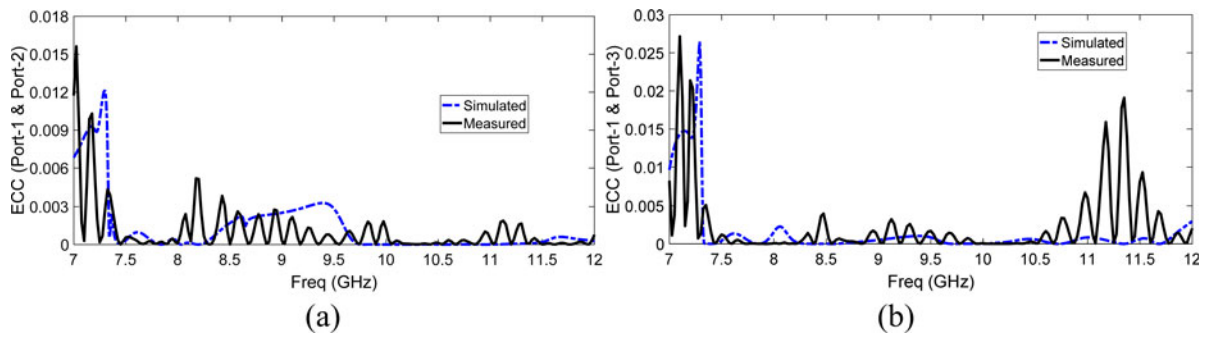 0.018
0.015
0.012
0.009
0.006
0.003
0
ECC (Port-1 & Port-2)
Simulated
Measured
7 7.5 8 8.5 9 9.5 10 10.5 11 11.5 12
Freq (GHz)
(a)
0.03
0.025
0.02
0.015
0.01
0.005
0
ECC (Port-1 & Port-3)
Simulated
Measured
7 7.5 8 8.5 9 9.5 10 10.5 11 11.5 12
Freq (GHz)
(b)